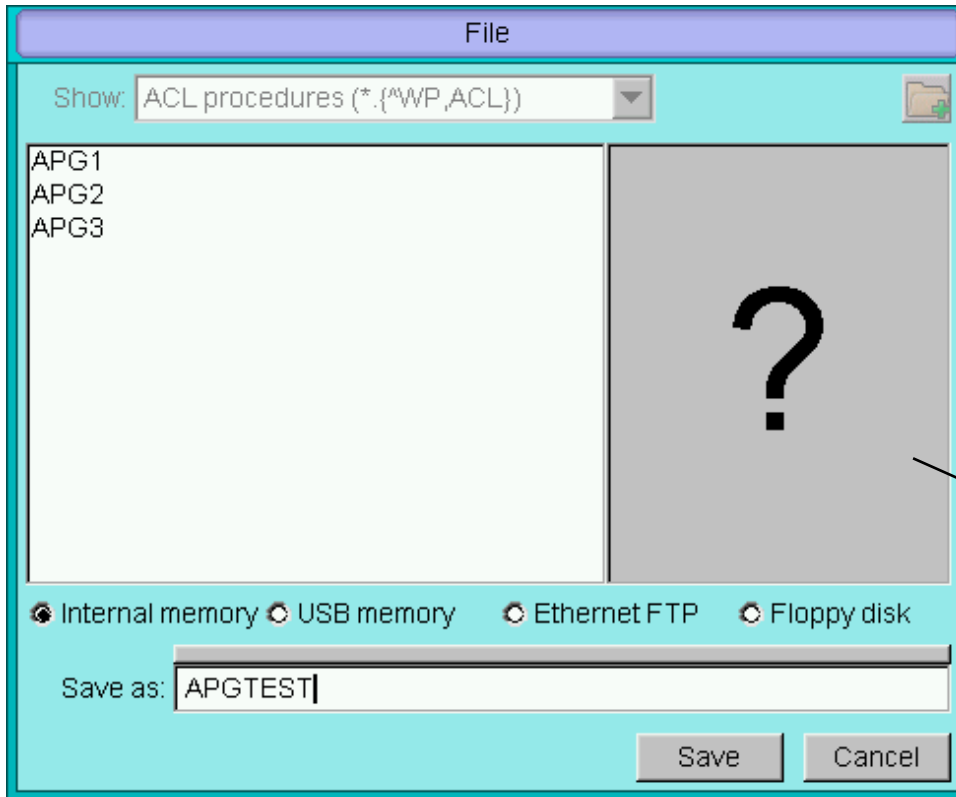 File
Show: ACL procedures (*.{^WP,ACL})
APG1
APG2
APG3
?
Internal memory USB memory Ethernet FTP Floppy disk
Save as: APGTEST
Save Cancel